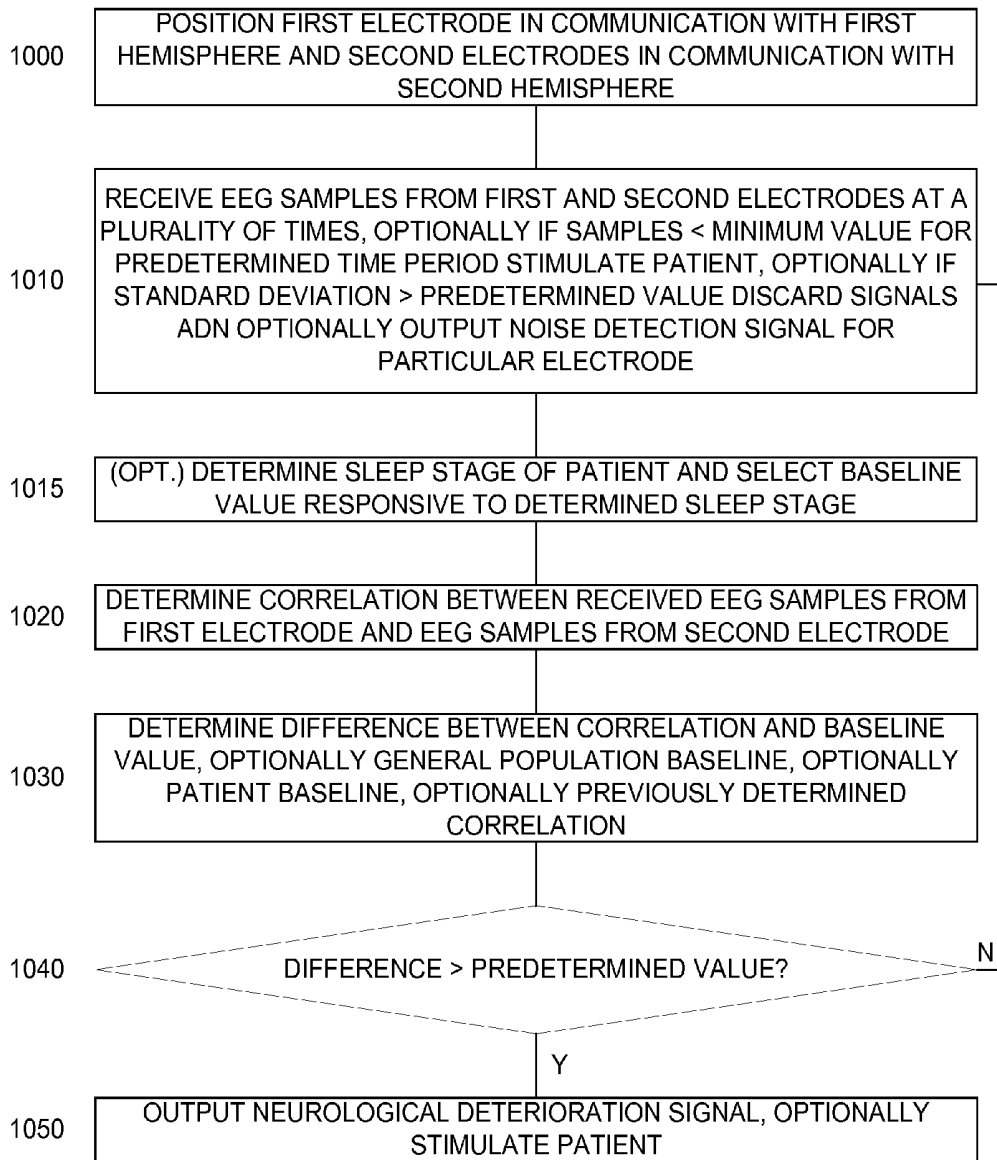 1000
POSITION FIRST ELECTRODE IN COMMUNICATION WITH FIRST
HEMISPHERE AND SECOND ELECTRODES IN COMMUNICATION WITH
SECOND HEMISPHERE
1010
RECEIVE EEG SAMPLES FROM FIRST AND SECOND ELECTRODES AT A
PLURALITY OF TIMES, OPTIONALLY IF SAMPLES < MINIMUM VALUE FOR
PREDETERMINED TIME PERIOD STIMULATE PATIENT, OPTIONALLY IF
STANDARD DEVIATION > PREDETERMINED VALUE DISCARD SIGNALS
ADN OPTIONALLY OUTPUT NOISE DETECTION SIGNAL FOR
PARTICULAR ELECTRODE
1015
(OPT.) DETERMINE SLEEP STAGE OF PATIENT AND SELECT BASELINE
VALUE RESPONSIVE TO DETERMINED SLEEP STAGE
1020
DETERMINE CORRELATION BETWEEN RECEIVED EEG SAMPLES FROM
FIRST ELECTRODE AND EEG SAMPLES FROM SECOND ELECTRODE
1030
DETERMINE DIFFERENCE BETWEEN CORRELATION AND BASELINE
VALUE, OPTIONALLY GENERAL POPULATION BASELINE, OPTIONALLY
PATIENT BASELINE, OPTIONALLY PREVIOUSLY DETERMINED
CORRELATION
1040
DIFFERENCE > PREDETERMINED VALUE?
N
Y
1050
OUTPUT NEUROLOGICAL DETERIORATION SIGNAL, OPTIONALLY
STIMULATE PATIENT